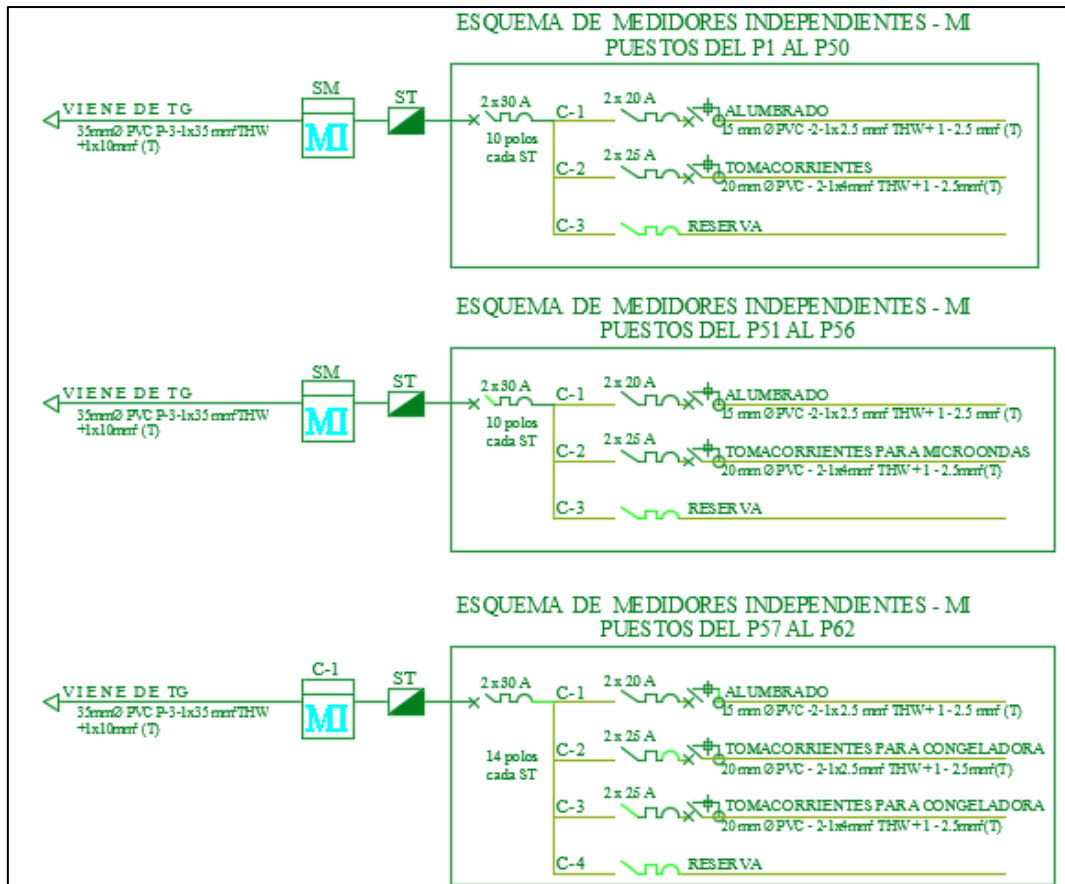 ESQUEMA DE MEDIDORES INDEPENDIENTES - MI
PUESTOS DEL P1 AL P50
VIENE DE TG
35mmØ PVC P-3-1x35 mm² THW
+1x10mm² (T)
SM
MI
ST
2 x 30 A
10 polos
cada ST
C-1
2 x 20 A
ALUMBRADO
15 mm Ø PVC -2-1x2.5 mm² THW+ 1 - 2.5 mm² (T)
C-2
2 x 25 A
TOMACORRIENTES
20 mm Ø PVC - 2-1x4mm² THW + 1 - 2.5mm² (T)
C-3
RESERVA
ESQUEMA DE MEDIDORES INDEPENDIENTES - MI
PUESTOS DEL P51 AL P56
VIENE DE TG
35mmØ PVC P-3-1x35 mm² THW
+1x10mm² (T)
SM
MI
ST
2 x 30 A
10 polos
cada ST
C-1
2 x 20 A
ALUMBRADO
15 mm Ø PVC -2-1x2.5 mm² THW+ 1 - 2.5 mm² (T)
C-2
2 x 25 A
TOMACORRIENTES PARA MICROONDAS
20 mm Ø PVC - 2-1x4mm² THW + 1 - 2.5mm² (T)
C-3
RESERVA
ESQUEMA DE MEDIDORES INDEPENDIENTES - MI
PUESTOS DEL P57 AL P62
VIENE DE TG
35mmØ PVC P-3-1x35 mm² THW
+1x10mm² (T)
C-1
MI
ST
2 x 30 A
14 polos
cada ST
C-1
2 x 20 A
ALUMBRADO
15 mm Ø PVC -2-1x2.5 mm² THW+ 1 - 2.5 mm² (T)
C-2
2 x 25 A
TOMACORRIENTES PARA CONGELADORA
20 mm Ø PVC - 2-1x2.5mm² THW + 1 - 2.5mm² (T)
C-3
2 x 25 A
TOMACORRIENTES PARA CONGELADORA
20 mm Ø PVC - 2-1x4mm² THW + 1 - 2.5mm² (T)
C-4
RESERVA